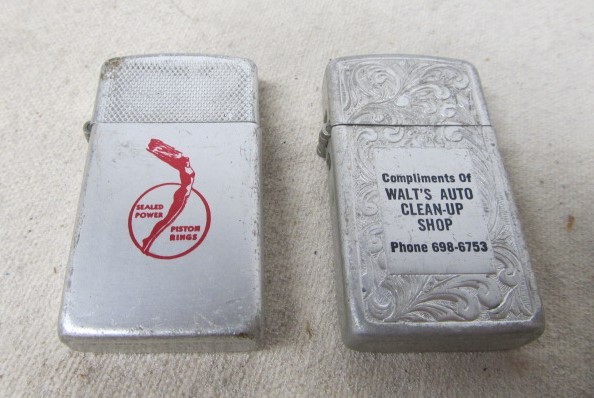 SEALED
POWER
PISTON
RINGS
Compliments Of
WALT'S AUTO
CLEAN-UP
SHOP
Phone 698-6753